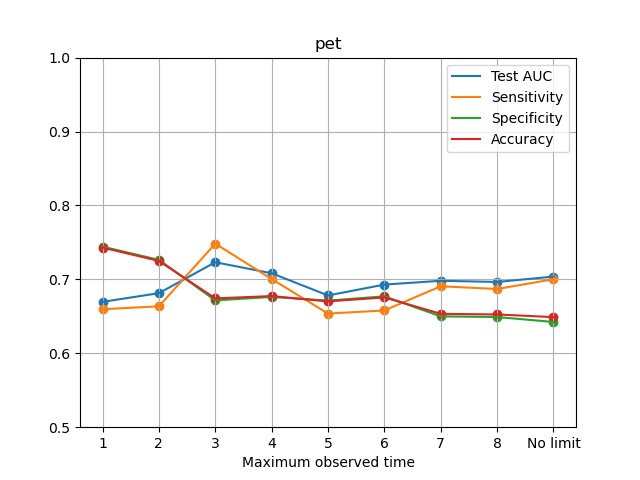 pet
1.0
0.9
0.8
0.7
0.6
0.5
Test AUC
Sensitivity
Specificity
Accuracy
1 2 3 4 5 6 7 8 No limit
Maximum observed time